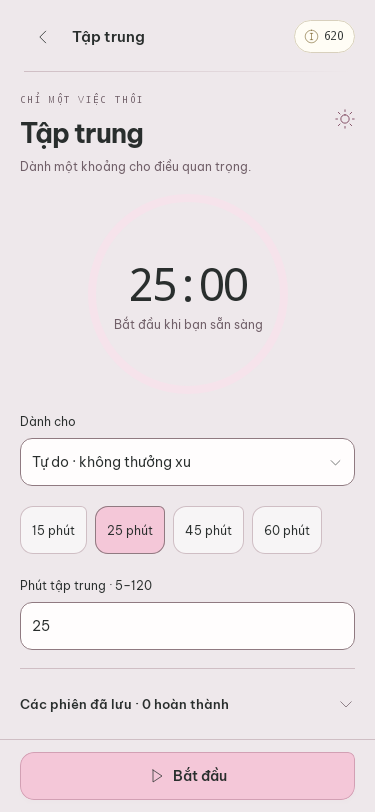 Tập trung
620
CHỈ MỘT VIỆC THÔI
Tập trung
Dành một khoảng cho điều quan trọng.
25:00
Bắt đầu khi bạn sẵn sàng
Dành cho
Tự do · không thưởng xu
15 phút
25 phút
45 phút
60 phút
Phút tập trung · 5–120
25
Các phiên đã lưu · 0 hoàn thành
Bắt đầu